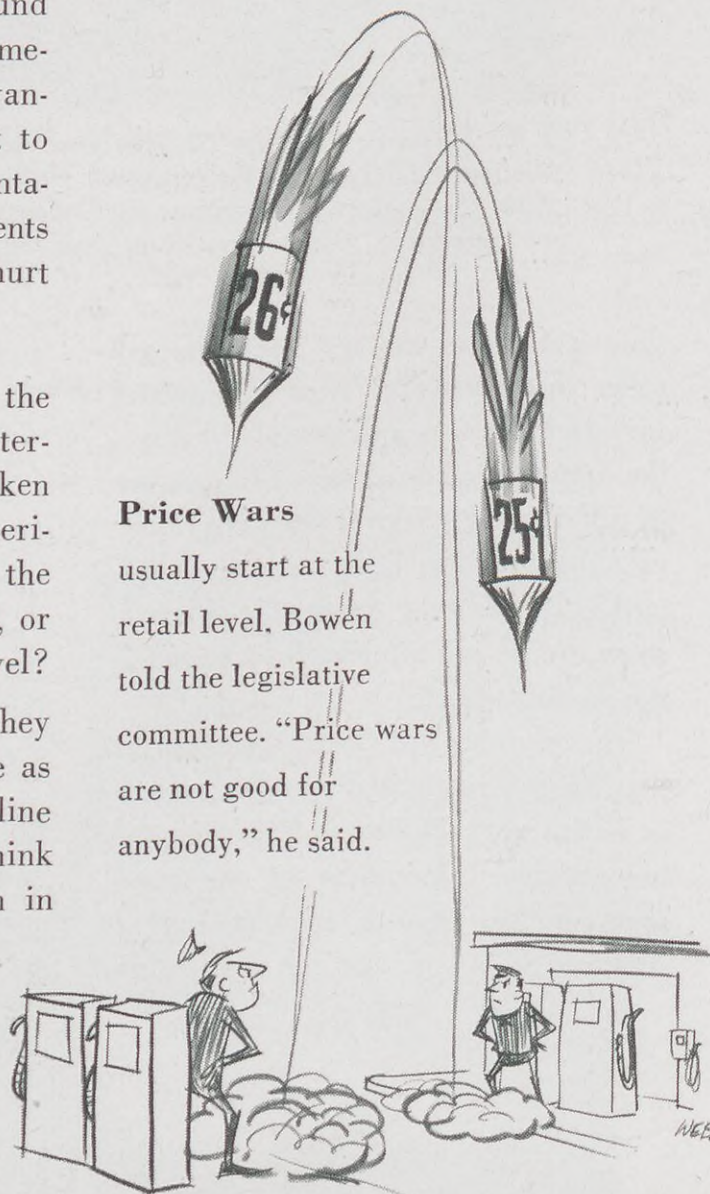 und
me-
an-
to
nta-
ents
hurt
the
ter-
ken
eri-
the
, or
vel?
hey
e as
line
hink
n in
26¢
25¢
Price Wars
usually start at the
retail level. Bowen
told the legislative
committee. “Price wars
are not good for
anybody,” he said.